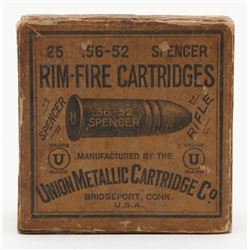 25 .56-52 SPENCER
RIM-FIRE CARTRIDGES
SPENCER
.56-52
SPENCER
RIFLE
TRADE
U
MARK
TRADE
U
MARK
MANUFACTURED BY THE
UNION METALLIC CARTRIDGE CO
BRIDGEPORT, CONN.
U.S.A.